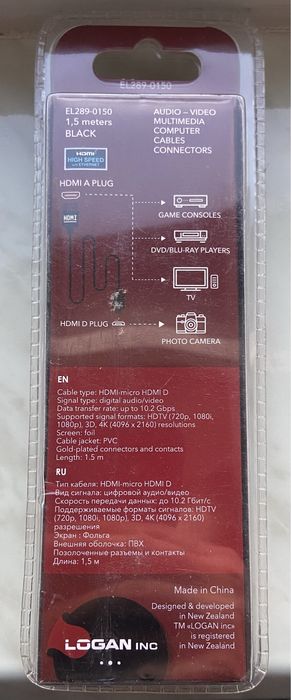 EL289-0150
EL289-0150
1,5 meters
BLACK
AUDIO – VIDEO
MULTIMEDIA
COMPUTER
CABLES
CONNECTORS
HDMI
HIGH SPEED
with ETHERNET
HDMI A PLUG
HDMI
GAME CONSOLES
DVD/BLU-RAY PLAYERS
TV
HDMI D PLUG
PHOTO CAMERA
EN
Cable type: HDMI-micro HDMI D
Signal type: digital audio/video
Data transfer rate: up to 10.2 Gbps
Supported signal formats: HDTV (720p, 1080i,
1080p), 3D, 4K (4096 x 2160) resolutions
Screen: foil
Cable jacket: PVC
Gold-plated connectors and contacts
Length: 1.5 m
RU
Тип кабеля: HDMI-micro HDMI D
Вид сигнала: цифровой аудио/видео
Скорость передачи данных: до 10.2 Гбит/с
Поддерживаемые форматы сигналов: HDTV
(720p, 1080i, 1080p), 3D, 4K (4096 x 2160)
разрешения
Экран : Фольга
Внешняя оболочка: ПВХ
Позолоченные разъемы и контакты
Длина: 1,5 м
Made in China
Designed & developed
in New Zealand
TM «LOGAN inc»
is registered
in New Zealand
LOGAN INC